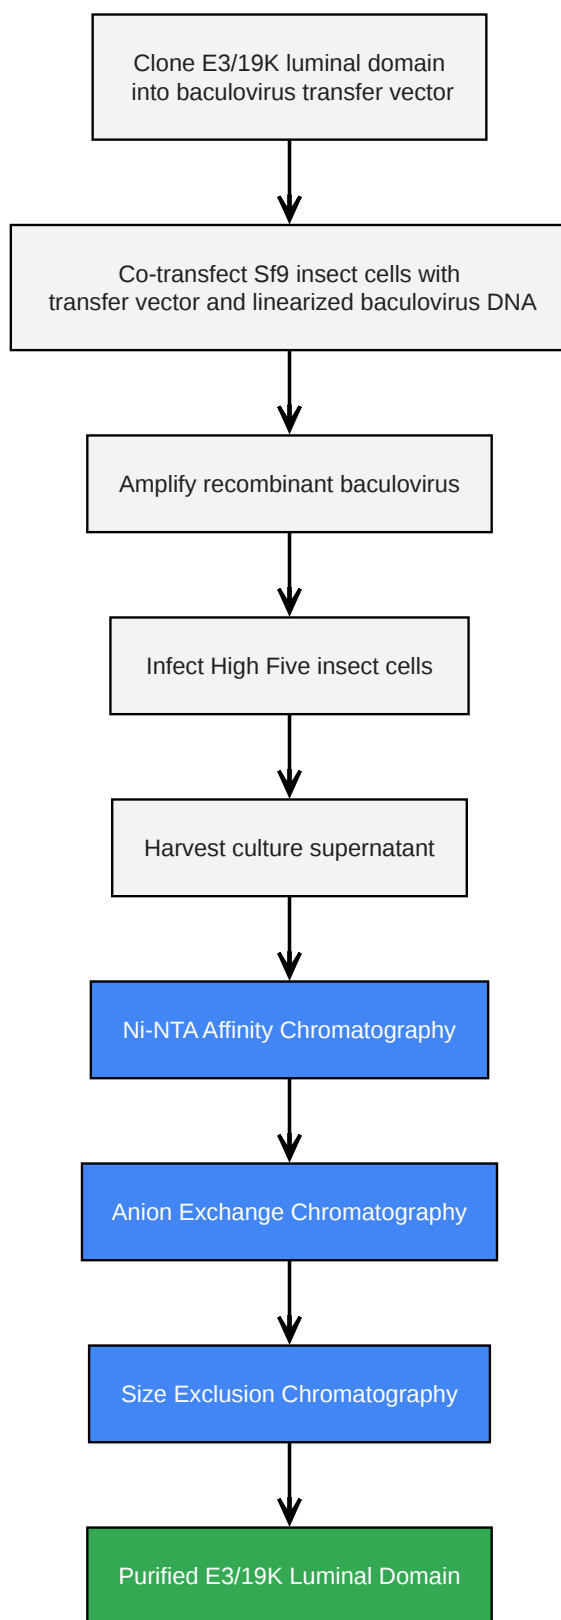 Clone E3/19K luminal domain
into baculovirus transfer vector
Co-transfect Sf9 insect cells with
transfer vector and linearized baculovirus DNA
Amplify recombinant baculovirus
Infect High Five insect cells
Harvest culture supernatant
Ni-NTA Affinity Chromatography
Anion Exchange Chromatography
Size Exclusion Chromatography
Purified E3/19K Luminal Domain